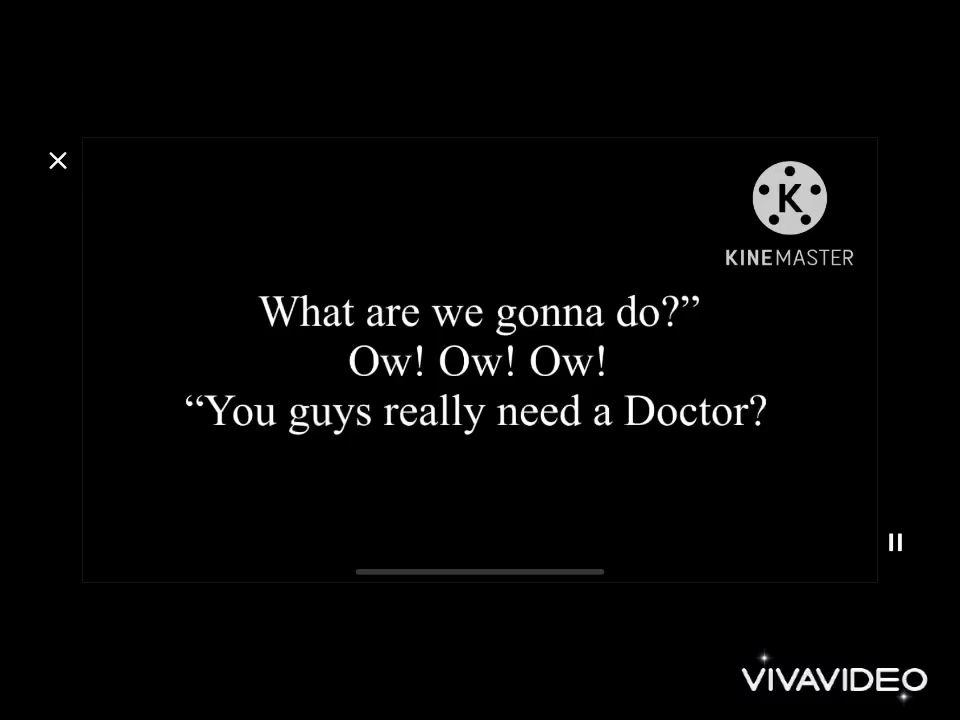 K
KINEMASTER
What are we gonna do?”
Ow! Ow! Ow!
“You guys really need a Doctor?
VIVAVIDEO